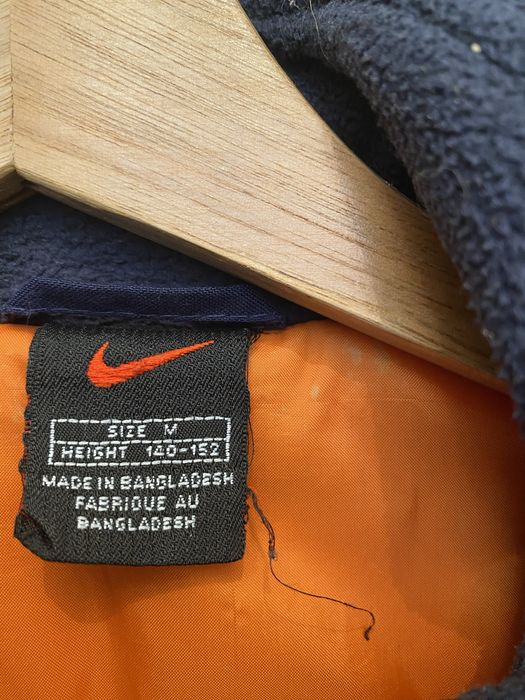 SIZE M
HEIGHT 140-152
MADE IN BANGLADESH
FABRIQUE AU
BANGLADESH